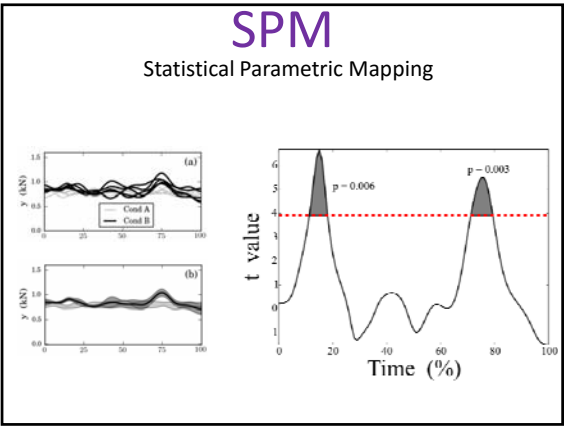 SPM
Statistical Parametric Mapping
(a)
1.5
1.0
0.5
0.0
y (kN)
Cond A
Cond B
0
25
50
75
100
(b)
1.5
1.0
0.5
0.0
y (kN)
0
25
50
75
100
6
5
4
3
2
1
0
1
t value
p = 0.006
p = 0.003
0
20
40
60
80
100
Time (%)